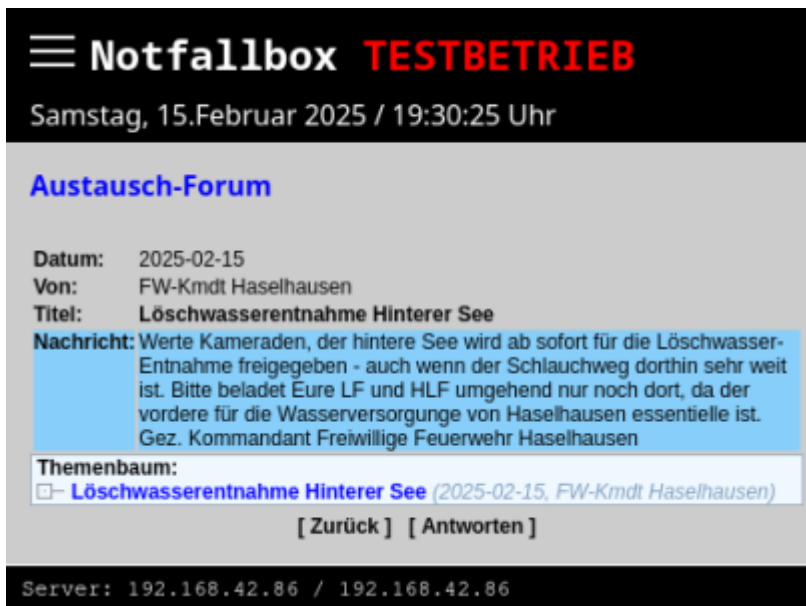 Notfallbox TESTBETRIEB
Samstag, 15.Februar 2025 / 19:30:25 Uhr
Austausch-Forum
Datum: 2025-02-15
Von: FW-Kmdt Haselhausen
Titel: Löschwasserentnahme Hinterer See
Nachricht: Werte Kameraden, der hintere See wird ab sofort für die Löschwasser-
Entnahme freigegeben - auch wenn der Schlauchweg dorthin sehr weit
ist. Bitte beladet Eure LF und HLF umgehend nur noch dort, da der
vordere für die Wasserversorgunge von Haselhausen essentielle ist.
Gez. Kommandant Freiwillige Feuerwehr Haselhausen
Themenbaum:
Löschwasserentnahme Hinterer See (2025-02-15, FW-Kmdt Haselhausen)
[ Zurück ] [ Antworten ]
Server: 192.168.42.86 / 192.168.42.86